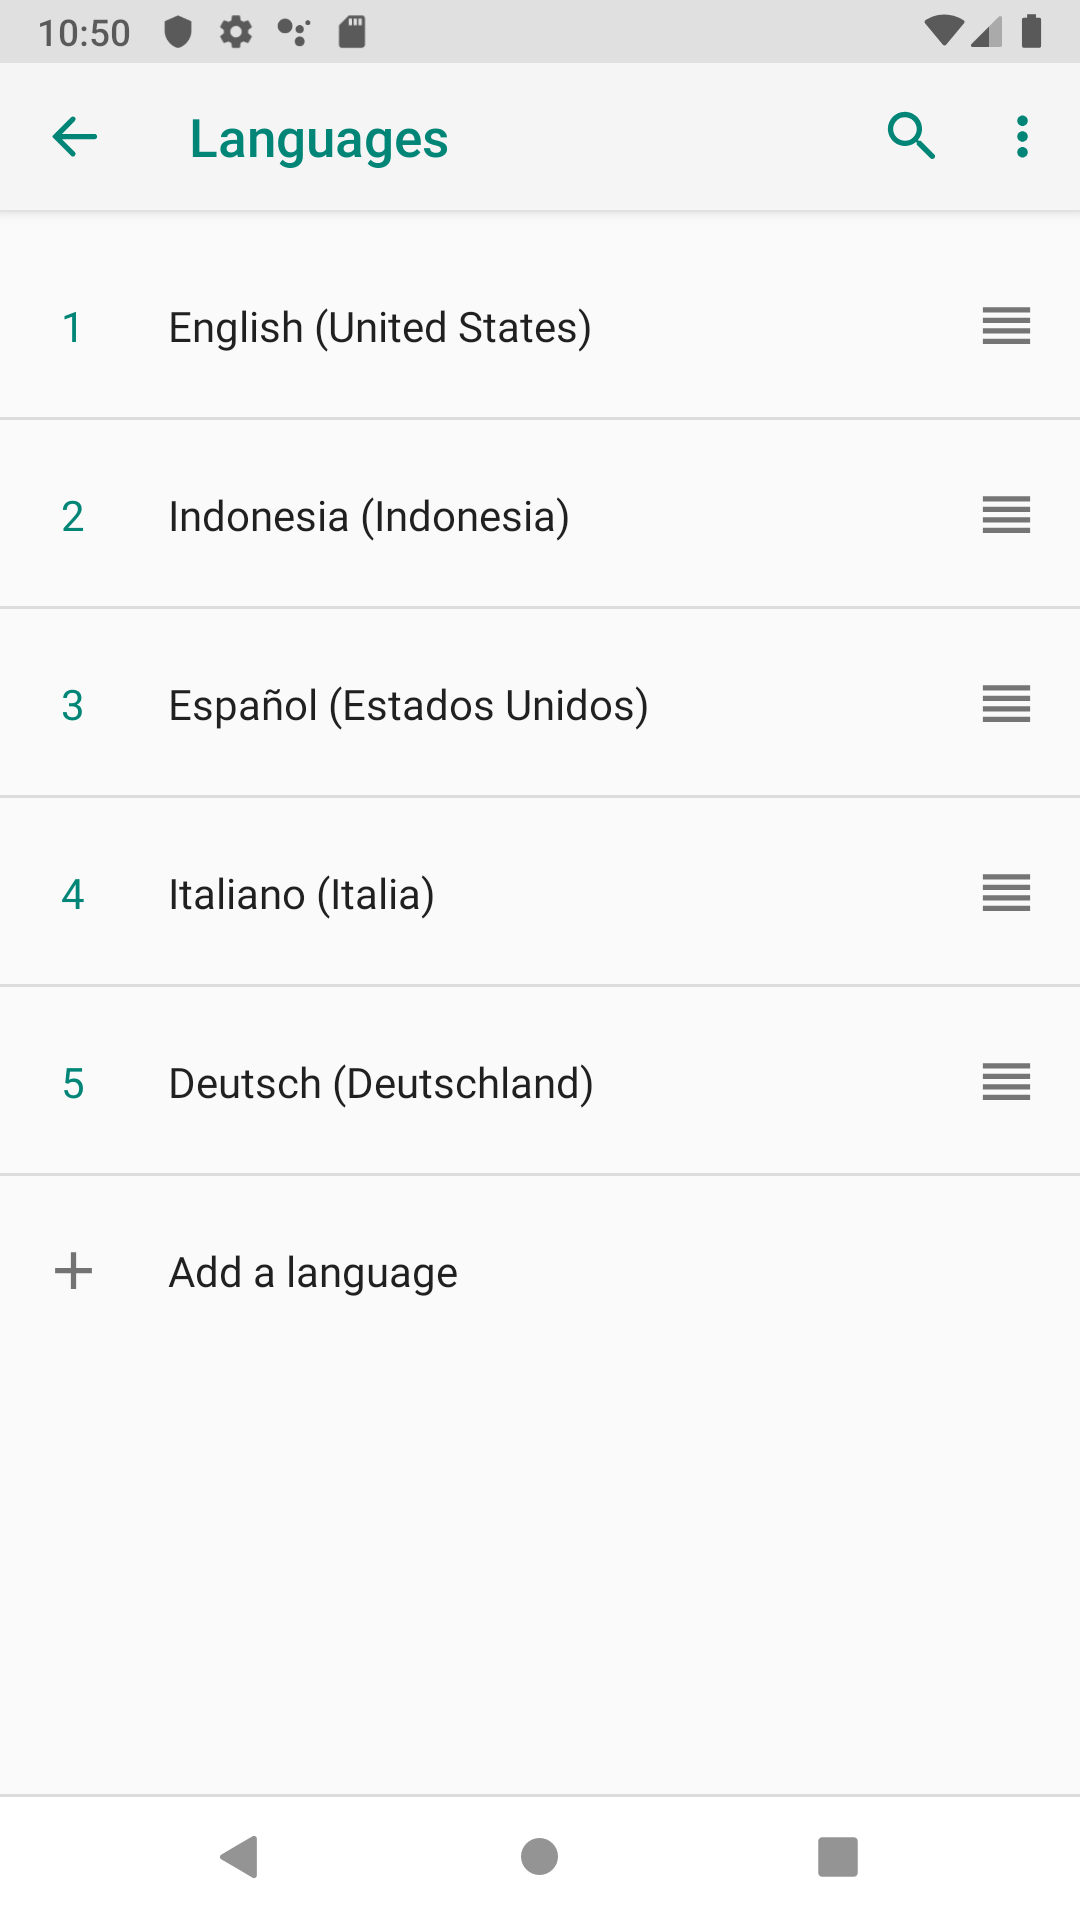 10:50
Languages
1 English (United States)
2 Indonesia (Indonesia)
3 Español (Estados Unidos)
4 Italiano (Italia)
5 Deutsch (Deutschland)
Add a language